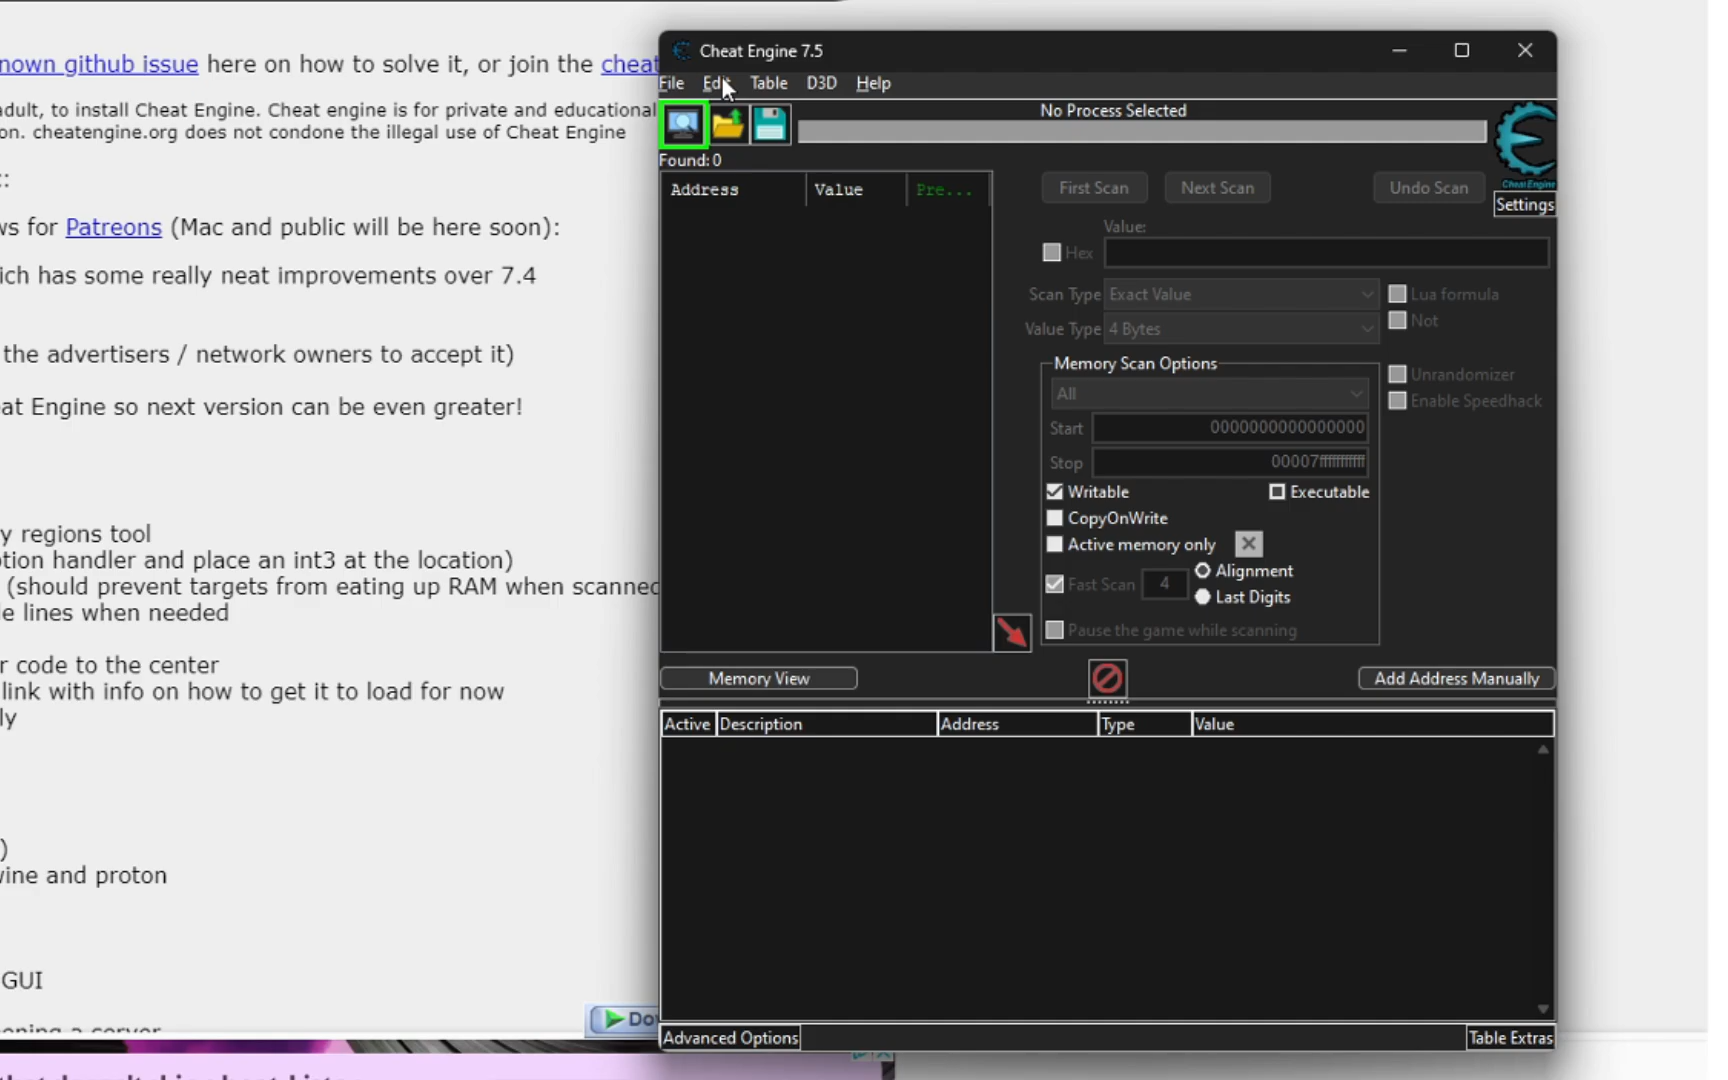 nown github issue here on how to solve it, or join the cheat
adult, to install Cheat Engine. Cheat engine is for private and educational
on. cheatengine.org does not condone the illegal use of Cheat Engine
::
ws for Patreons (Mac and public will be here soon):
ich has some really neat improvements over 7.4
the advertisers / network owners to accept it)
at Engine so next version can be even greater!
y regions tool
ption handler and place an int3 at the location)
(should prevent targets from eating up RAM when scanned
le lines when needed
r code to the center
link with info on how to get it to load for now
ly
)
wine and proton
GUI
Dow
Cheat Engine 7.5
File Edit Table D3D Help
No Process Selected
Found: 0
Cheat Engine
Settings
Address Value Pre...
First Scan Next Scan Undo Scan
Value:
Hex
Scan Type Exact Value
Lua formula
Value Type 4 Bytes
Not
Memory Scan Options
All
Unrandomizer
Enable Speedhack
Start 0000000000000000
Stop 00007fffffffffff
Writable Executable
CopyOnWrite
Active memory only
Fast Scan 4 Alignment
Last Digits
Pause the game while scanning
Memory View Add Address Manually
Active Description Address Type Value
Advanced Options Table Extras